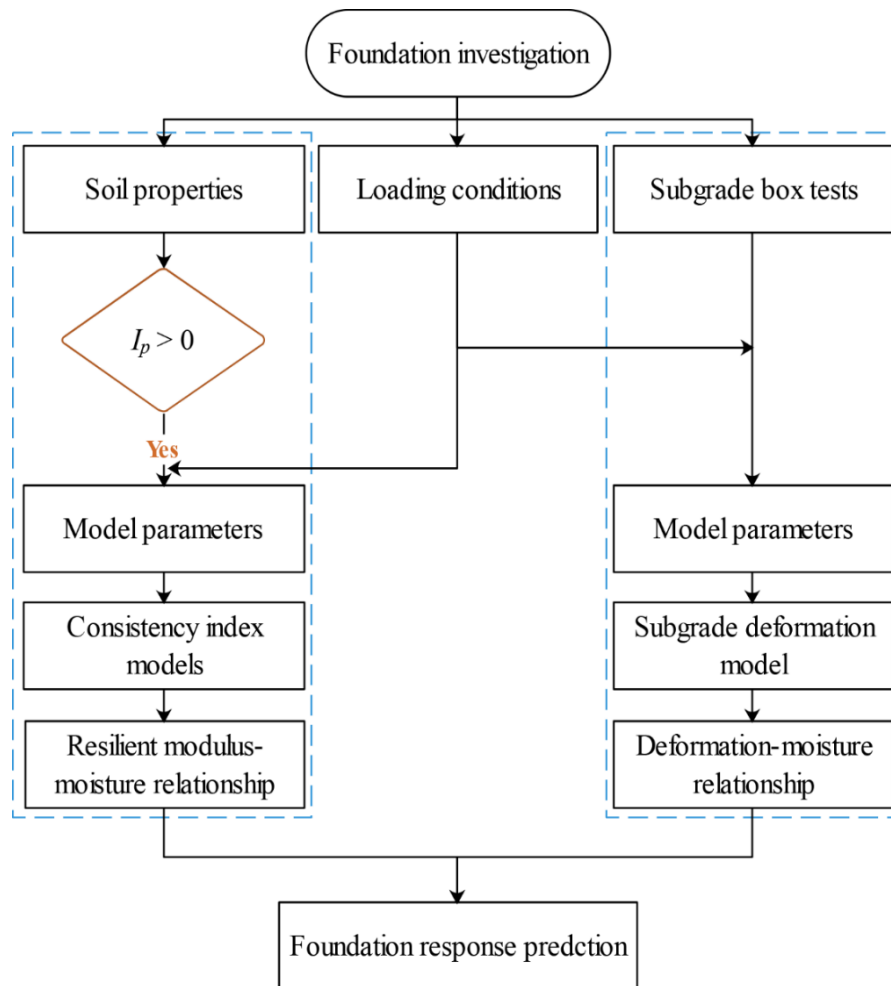 Foundation investigation
Soil properties
Loading conditions
Subgrade box tests
Ip > 0
Yes
Model parameters
Model parameters
Consistency index
models
Subgrade deformation
model
Resilient modulus-
moisture relationship
Deformation-moisture
relationship
Foundation response predction